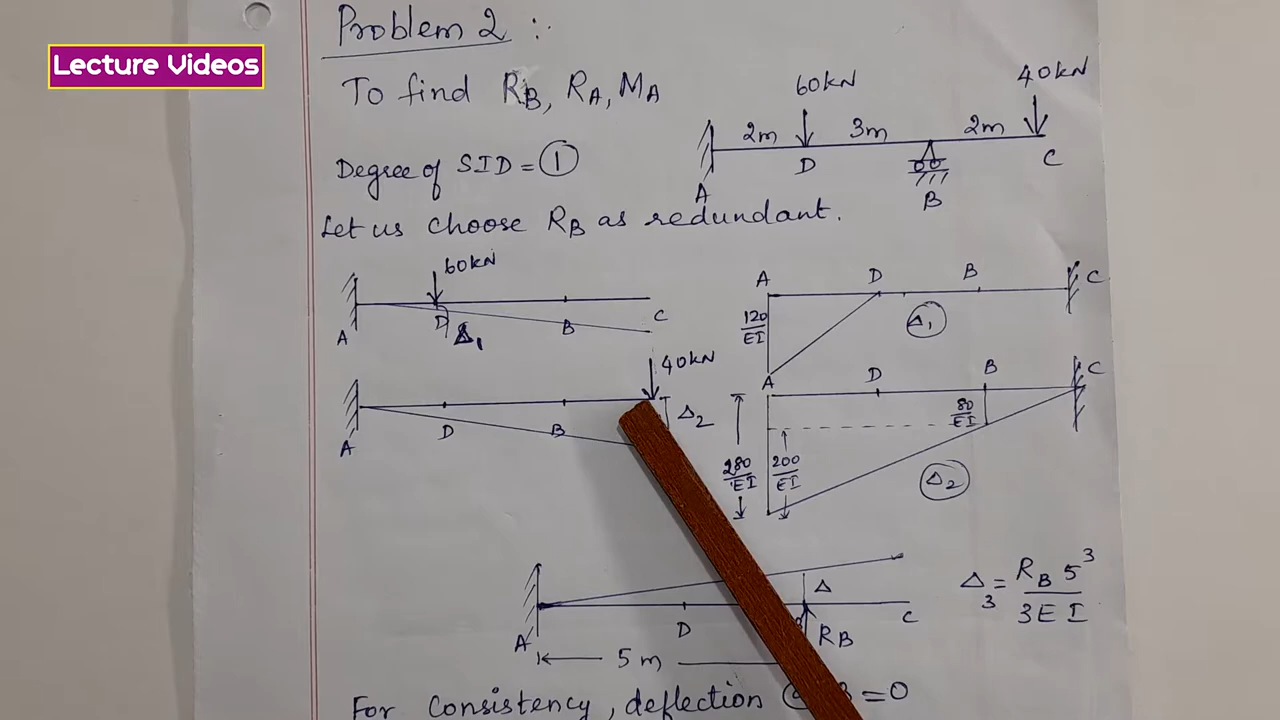 Problem 2 :
Lecture Videos
To find RB, RA, MA
60kN
40kN
2m
3m
2m
A
D
B
C
Degree of SID = 1
Let us choose RB as redundant.
60kN
A
D
B
C
Δ1
A
D
B
C
120/EI
Δ1
40kN
A
D
B
Δ2
A
D
B
C
80/EI
280/EI
200/EI
Δ2
A
D
C
Δ
RB
5 m
Δ3 = RB 5³ / 3EI
For Consistency, deflection @ B = 0